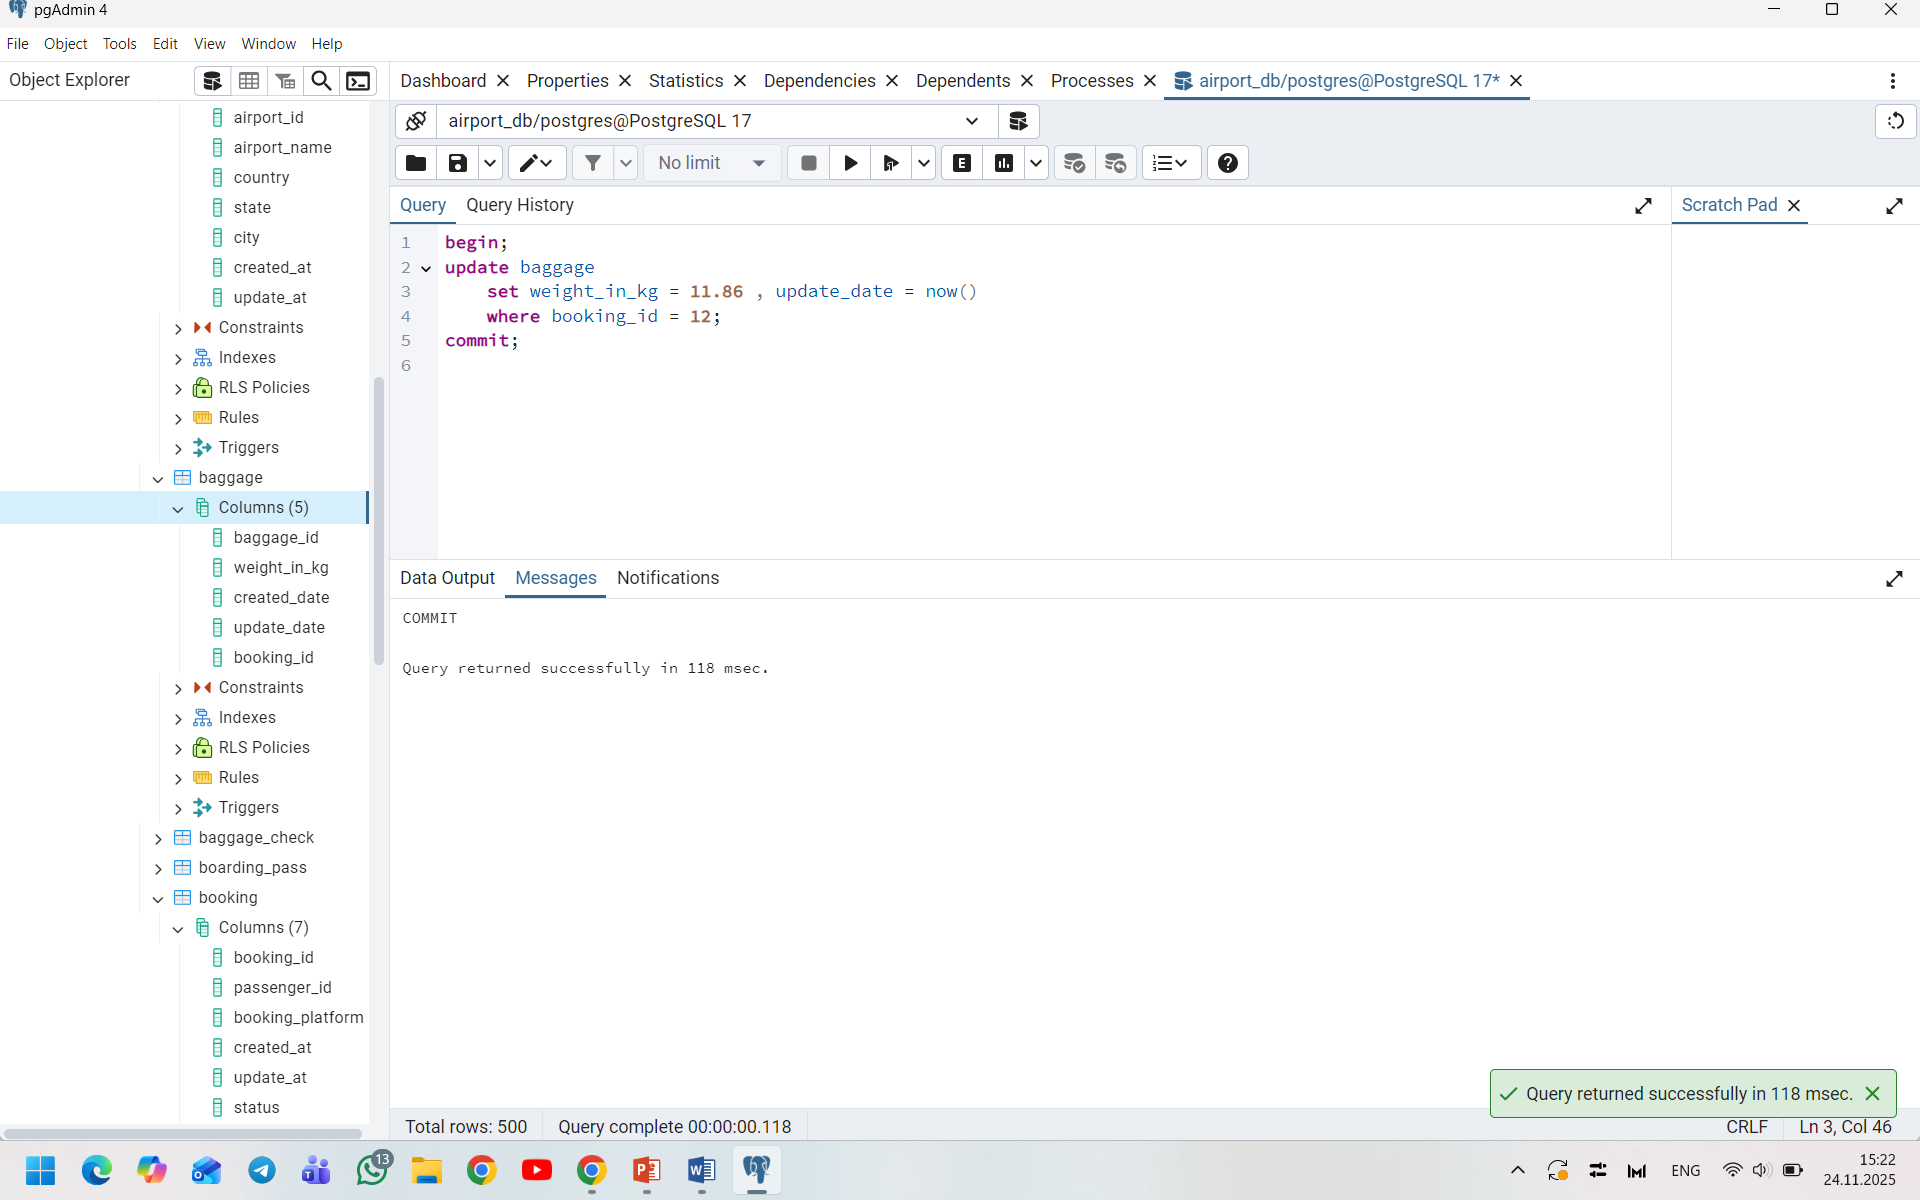 pgAdmin 4
File Object Tools Edit View Window Help
Object Explorer
Dashboard Properties Statistics Dependencies Dependents Processes airport_db/postgres@PostgreSQL 17*
airport_db/postgres@PostgreSQL 17
No limit
E
Query Query History
Scratch Pad
airport_id
airport_name
country
state
city
created_at
update_at
Constraints
Indexes
RLS Policies
Rules
Triggers
baggage
Columns (5)
baggage_id
weight_in_kg
created_date
update_date
booking_id
Constraints
Indexes
RLS Policies
Rules
Triggers
baggage_check
boarding_pass
booking
Columns (7)
booking_id
passenger_id
booking_platform
created_at
update_at
status
1 begin;
2 update baggage
3 set weight_in_kg = 11.86 , update_date = now()
4 where booking_id = 12;
5 commit;
6
Data Output Messages Notifications
COMMIT
Query returned successfully in 118 msec.
Query returned successfully in 118 msec.
Total rows: 500 Query complete 00:00:00.118 CRLF Ln 3, Col 46
13
ENG
15:22
24.11.2025